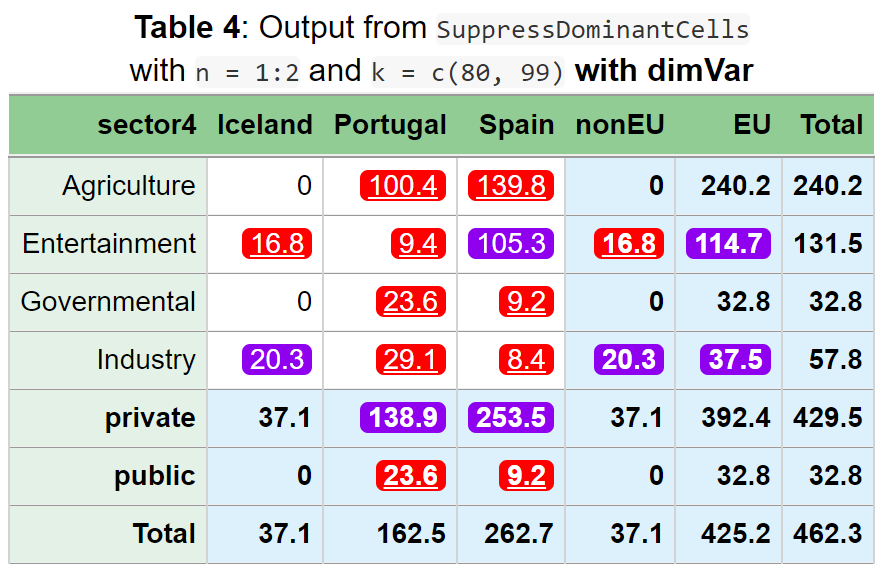 Table 4: Output from SuppressDominantCells
with n = 1:2 and k = c(80, 99) with dimVar
sector4 Iceland Portugal Spain nonEU EU Total
Agriculture 0 100.4 139.8 0 240.2 240.2
Entertainment 16.8 9.4 105.3 16.8 114.7 131.5
Governmental 0 23.6 9.2 0 32.8 32.8
Industry 20.3 29.1 8.4 20.3 37.5 57.8
private 37.1 138.9 253.5 37.1 392.4 429.5
public 0 23.6 9.2 0 32.8 32.8
Total 37.1 162.5 262.7 37.1 425.2 462.3